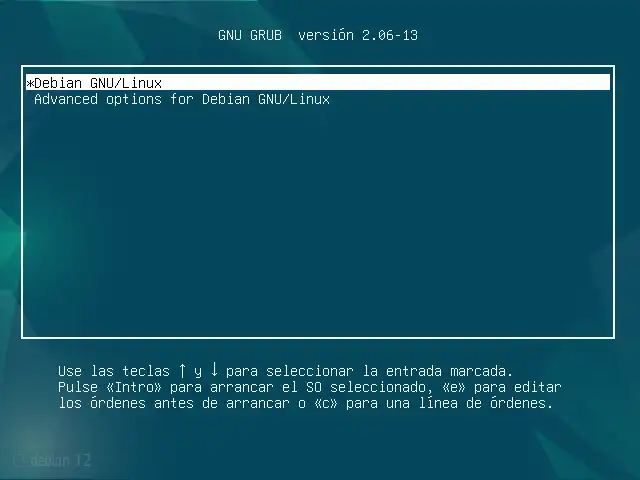 GNU GRUB versión 2.06-13
*Debian GNU/Linux
Advanced options for Debian GNU/Linux
Use las teclas ↑ y ↓ para seleccionar la entrada marcada.
Pulse «Intro» para arrancar el SO seleccionado, «e» para editar
los órdenes antes de arrancar o «c» para una línea de órdenes.
debian 12